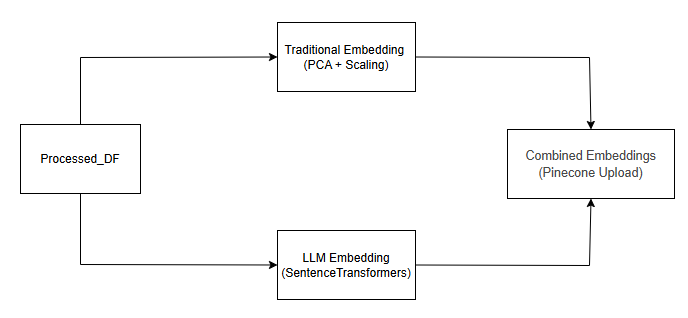 Traditional Embedding
(PCA + Scaling)
Processed_DF
Combined Embeddings
(Pinecone Upload)
LLM Embedding
(SentenceTransformers)